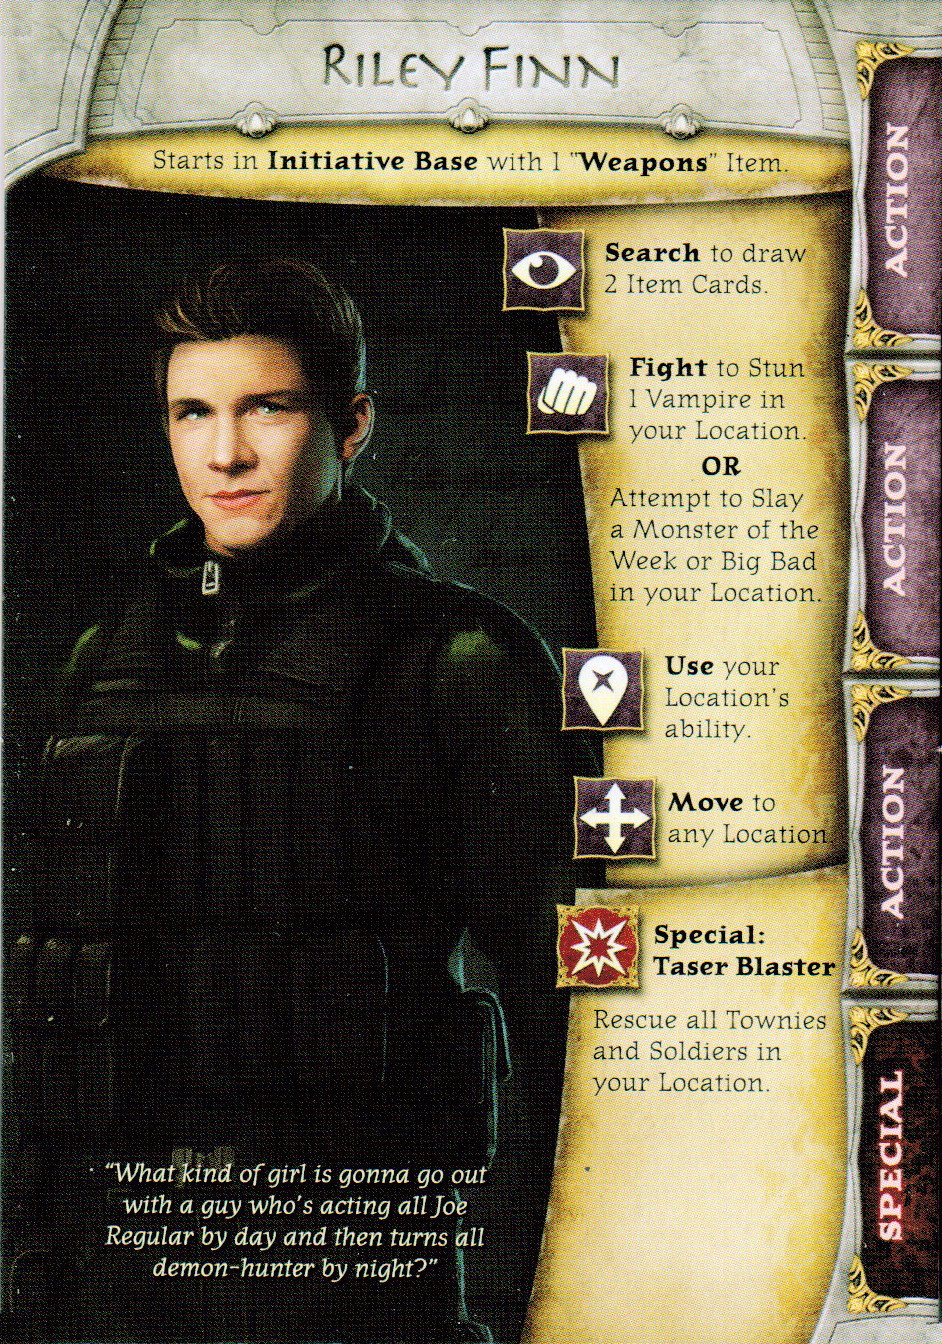 RILEY FINN
Starts in Initiative Base with 1 "Weapons" Item.
Search to draw
2 Item Cards.
Fight to Stun
1 Vampire in
your Location.
OR
Attempt to Slay
a Monster of the
Week or Big Bad
in your Location.
Use your
Location's
ability.
Move to
any Location.
Special:
Taser Blaster
Rescue all Townies
and Soldiers in
your Location.
"What kind of girl is gonna go out
with a guy who's acting all Joe
Regular by day and then turns all
demon-hunter by night?"
ACTION
ACTION
ACTION
SPECIAL